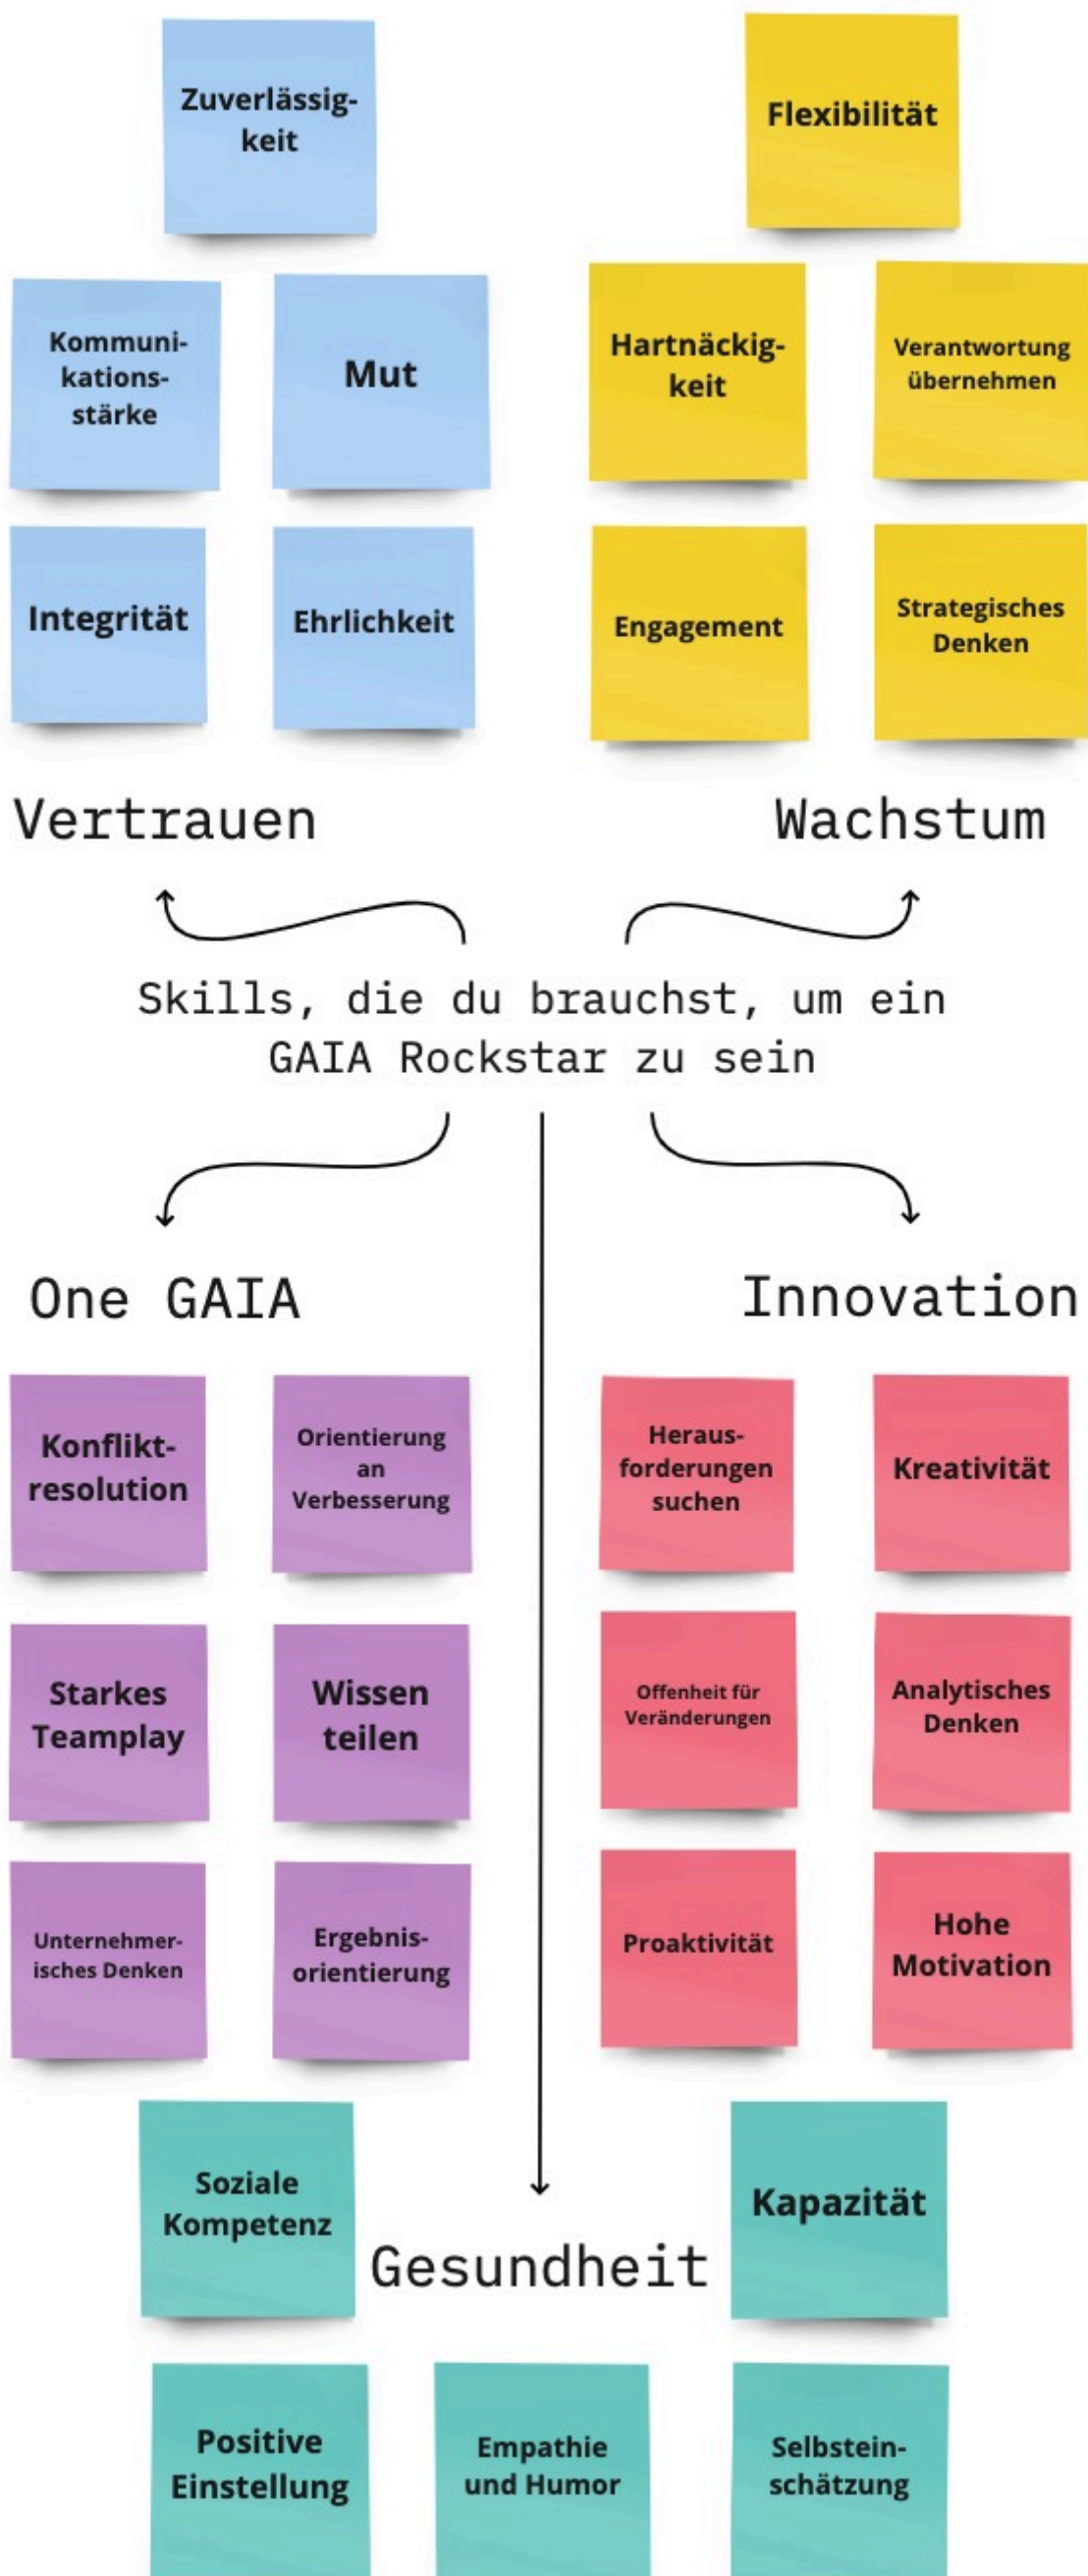 Zuverlässig-
keit
Flexibilität
Kommuni-
kations-
stärke
Mut
Hartnäckig-
keit
Verantwortung
übernehmen
Integrität
Ehrlichkeit
Engagement
Strategisches
Denken
Vertrauen
Wachstum
Skills, die du brauchst, um ein
GAIA Rockstar zu sein
One GAIA
Innovation
Konflikt-
resolution
Orientierung
an
Verbesserung
Heraus-
forderungen
suchen
Kreativität
Starkes
Teamplay
Wissen
teilen
Offenheit für
Veränderungen
Analytisches
Denken
Unternehmer-
isches Denken
Ergebnis-
orientierung
Proaktivität
Hohe
Motivation
Soziale
Kompetenz
Kapazität
Gesundheit
Positive
Einstellung
Empathie
und Humor
Selbstein-
schätzung